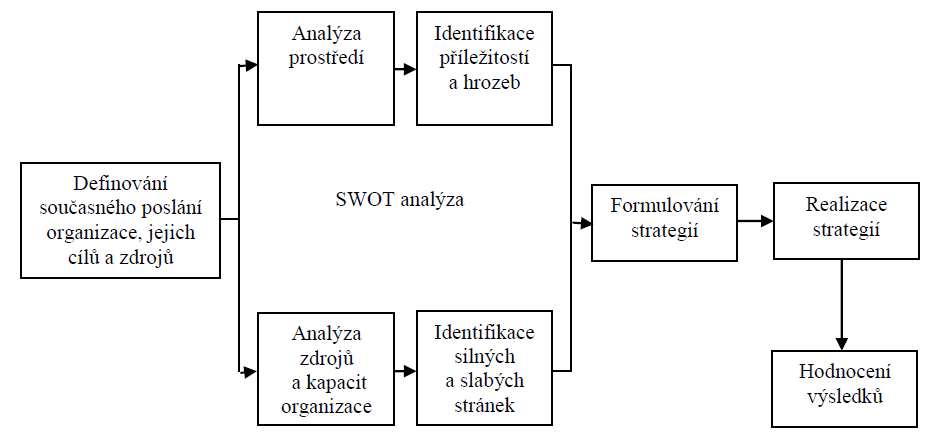 Definování
současného poslání
organizace, jejich
cílů a zdrojů
Analýza
prostředí
Identifikace
příležitostí
a hrozeb
SWOT analýza
Analýza
zdrojů
a kapacit
organizace
Identifikace
silných
a slabých
stránek
Formulování
strategií
Realizace
strategií
Hodnocení
výsledků